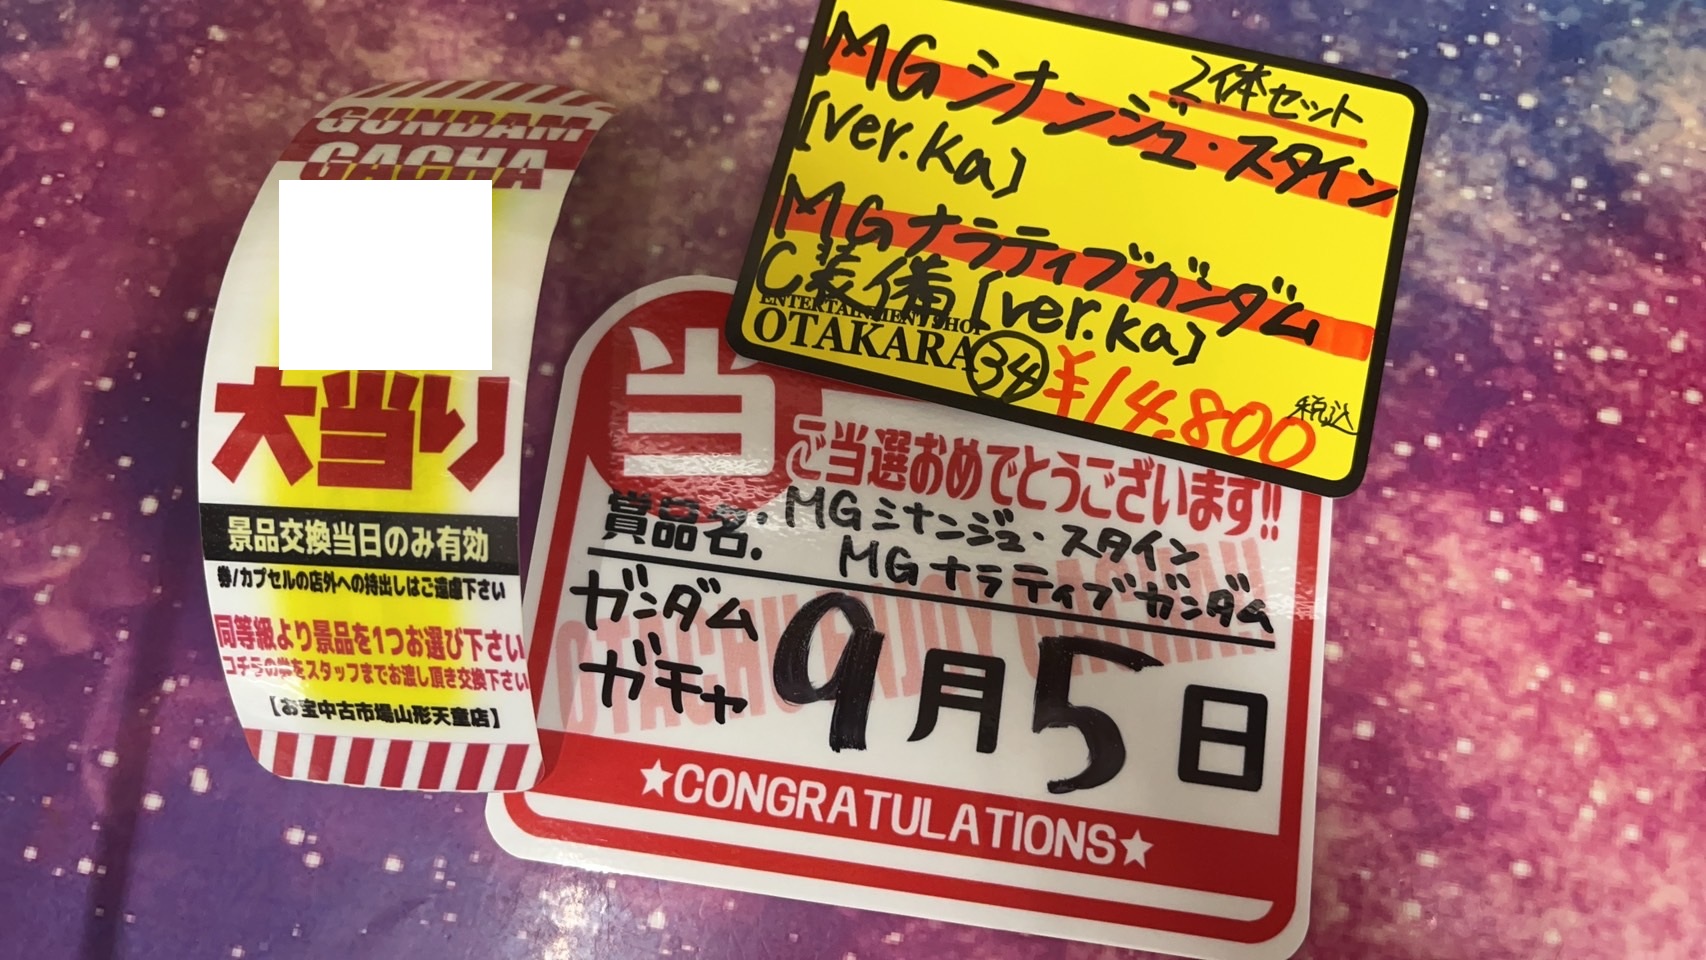 GUNDAM
GACHA
大当り
景品交換当日のみ有効
券/カプセルの店外への持出しはご遠慮下さい
同等級より景品を1つお選び下さい
コチラの券をスタッフまでお渡し頂き交換下さい
【お宝中古市場山形天童店】
2体セット
MGシナンジュ・スタイン
[ver.ka]
MGナラティブガンダム
C装備[ver.ka]
ENTERTAINMENT SHOP
OTAKARA 34
¥14,800 税込
当
ご当選おめでとうございます!!
賞品名. MGシナンジュ・スタイン
MGナラティブガンダム
ガンダム
ガチャ
9月5日
★CONGRATULATIONS★